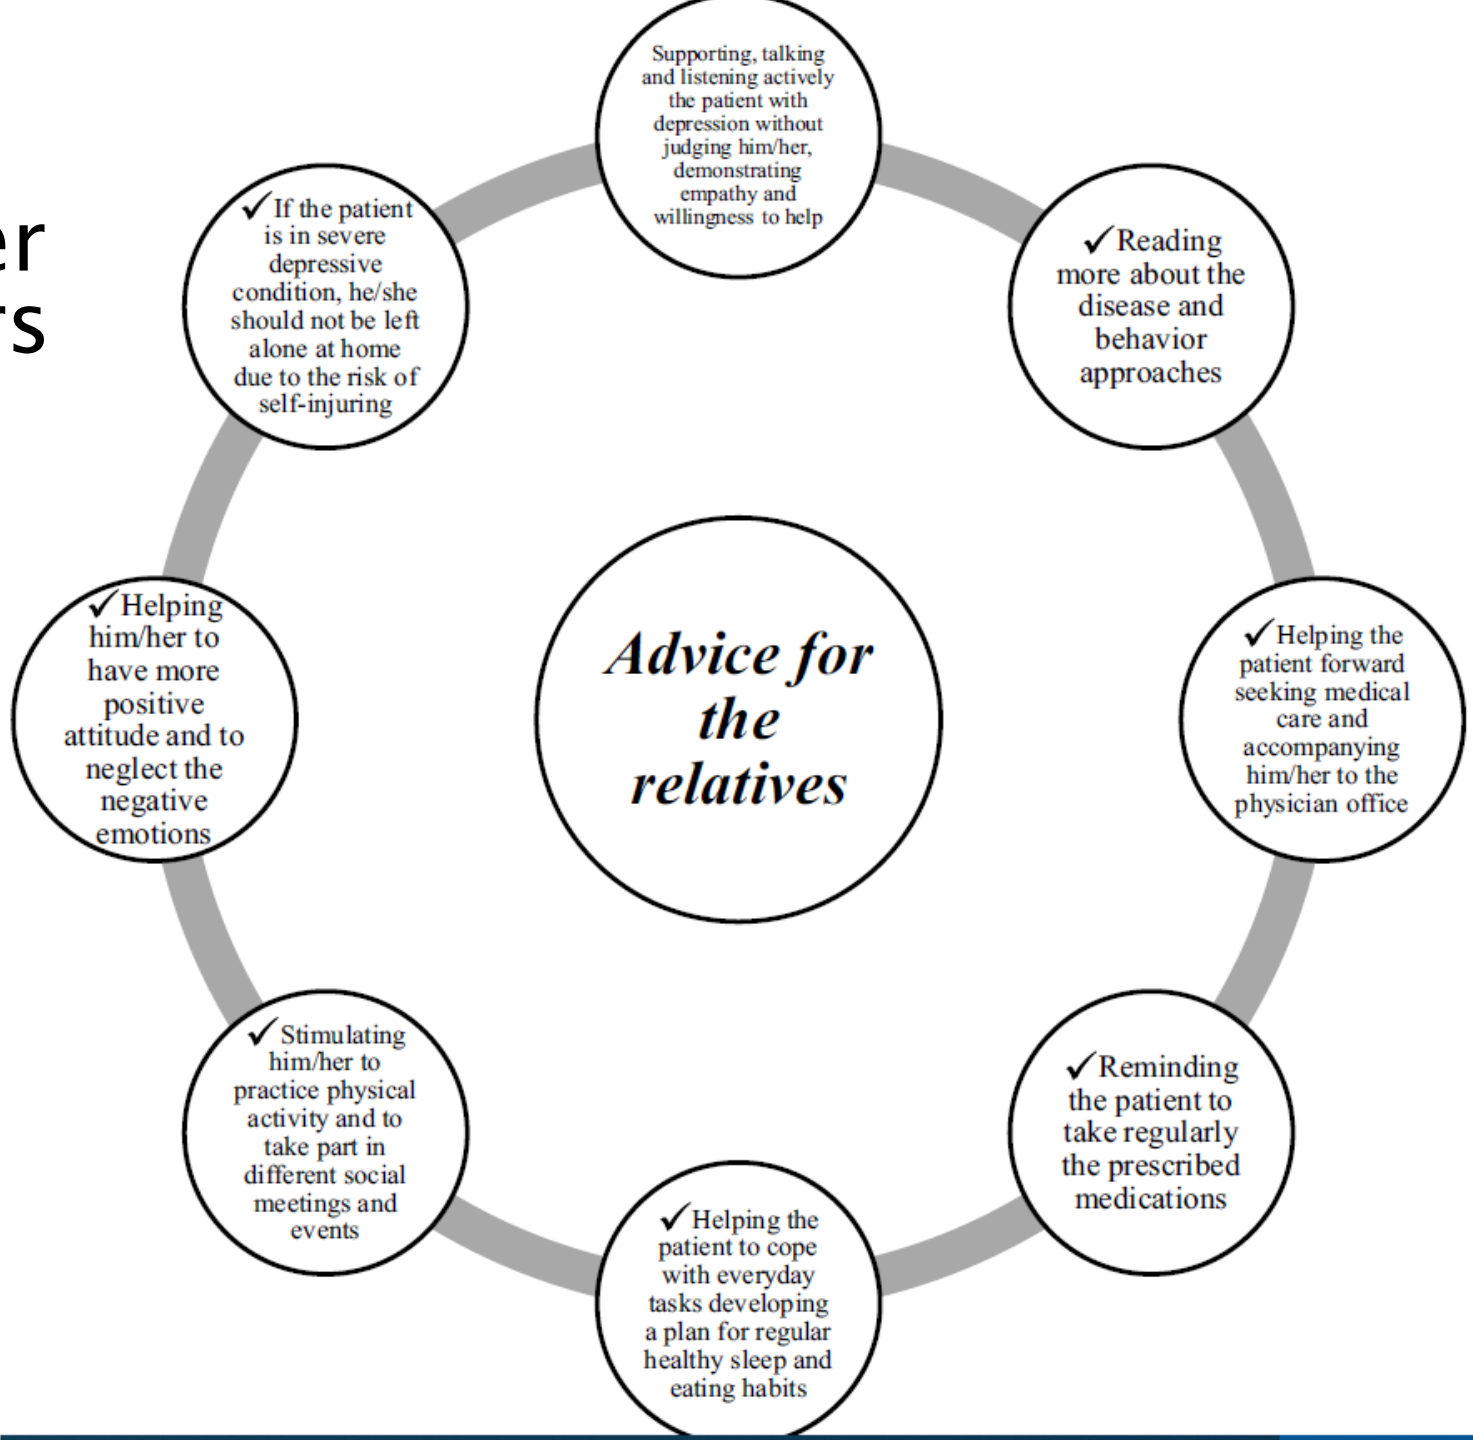 er
rs
Supporting, talking
and listening actively
the patient with
depression without
judging him/her,
demonstrating
empathy and
willingness to help
✓Reading
more about the
disease and
behavior
approaches
✓Helping the
patient forward
seeking medical
care and
accompanying
him/her to the
physician office
✓Reminding
the patient to
take regularly
the prescribed
medications
✓Helping the
patient to cope
with everyday
tasks developing
a plan for regular
healthy sleep and
eating habits
✓Stimulating
him/her to
practice physical
activity and to
take part in
different social
meetings and
events
✓Helping
him/her to
have more
positive
attitude and to
neglect the
negative
emotions
✓If the patient
is in severe
depressive
condition, he/she
should not be left
alone at home
due to the risk of
self-injuring
Advice for
the
relatives